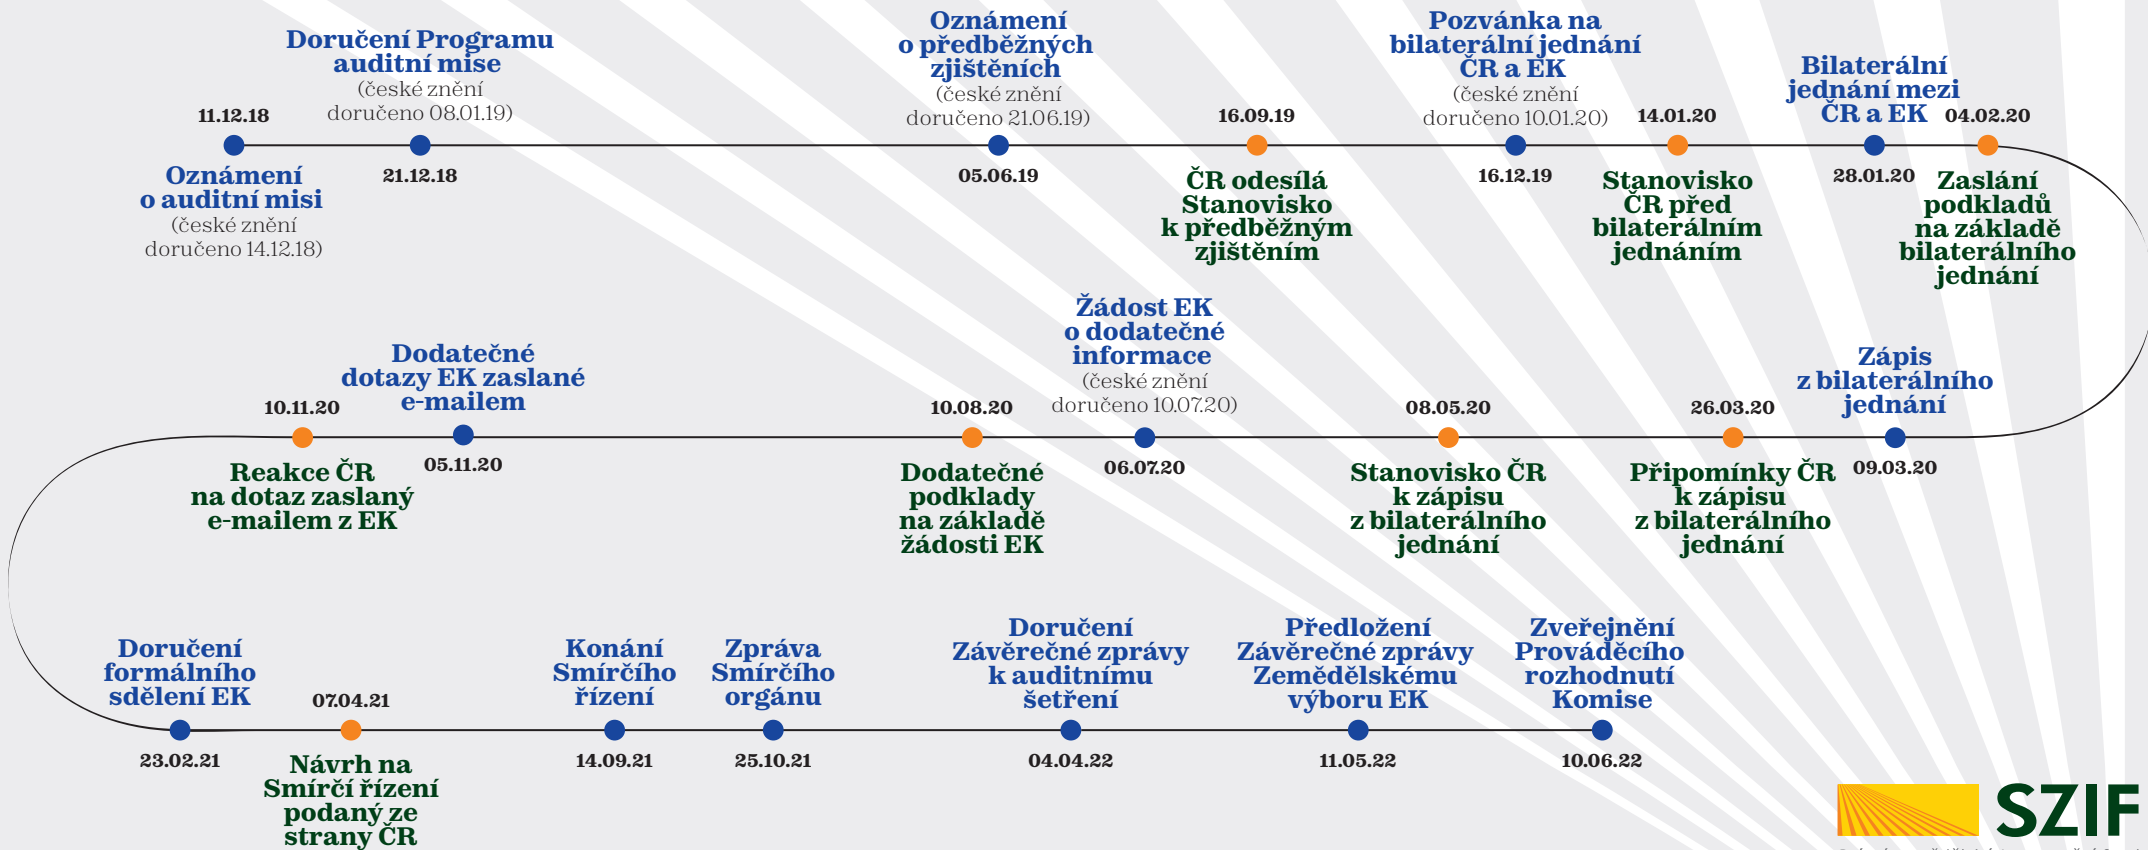 11.12.18
Oznámení
o auditní misi
(české znění
doručeno 14.12.18)
Doručení Programu
auditní mise
(české znění
doručeno 08.01.19)
21.12.18
Oznámení
o předběžných
zjištěních
(české znění
doručeno 21.06.19)
05.06.19
16.09.19
ČR odesílá
Stanovisko
k předběžným
zjištěním
Pozvánka na
bilaterální jednání
ČR a EK
(české znění
doručeno 10.01.20)
16.12.19
14.01.20
Stanovisko
ČR před
bilaterálním
jednáním
Bilaterální
jednání mezi
ČR a EK
28.01.20
04.02.20
Zaslání
podkladů
na základě
bilaterálního
jednání
Zápis
z bilaterálního
jednání
09.03.20
26.03.20
Připomínky ČR
k zápisu
z bilaterálního
jednání
08.05.20
Stanovisko ČR
k zápisu
z bilaterálního
jednání
Žádost EK
o dodatečné
informace
(české znění
doručeno 10.07.20)
06.07.20
10.08.20
Dodatečné
podklady
na základě
žádosti EK
Dodatečné
dotazy EK zaslané
e-mailem
05.11.20
10.11.20
Reakce ČR
na dotaz zaslaný
e-mailem z EK
Doručení
formálního
sdělení EK
23.02.21
07.04.21
Návrh na
Smírčí řízení
podaný ze
strany ČR
Konání
Smírčího
řízení
14.09.21
Zpráva
Smírčího
orgánu
25.10.21
Doručení
Závěrečné zprávy
k auditnímu
šetření
04.04.22
Předložení
Závěrečné zprávy
Zemědělskému
výboru EK
11.05.22
Zveřejnění
Prováděcího
rozhodnutí
Komise
10.06.22
SZIF